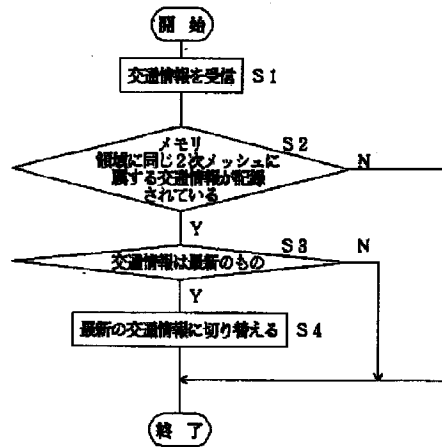 開 始
交通情報を受信 S1
メモリ S2
領域に同じ2次メッシュに N
属する交通情報が記録
されている
Y
S3 N
交通情報は最新のもの
Y
最新の交通情報に切り替える S4
終 了